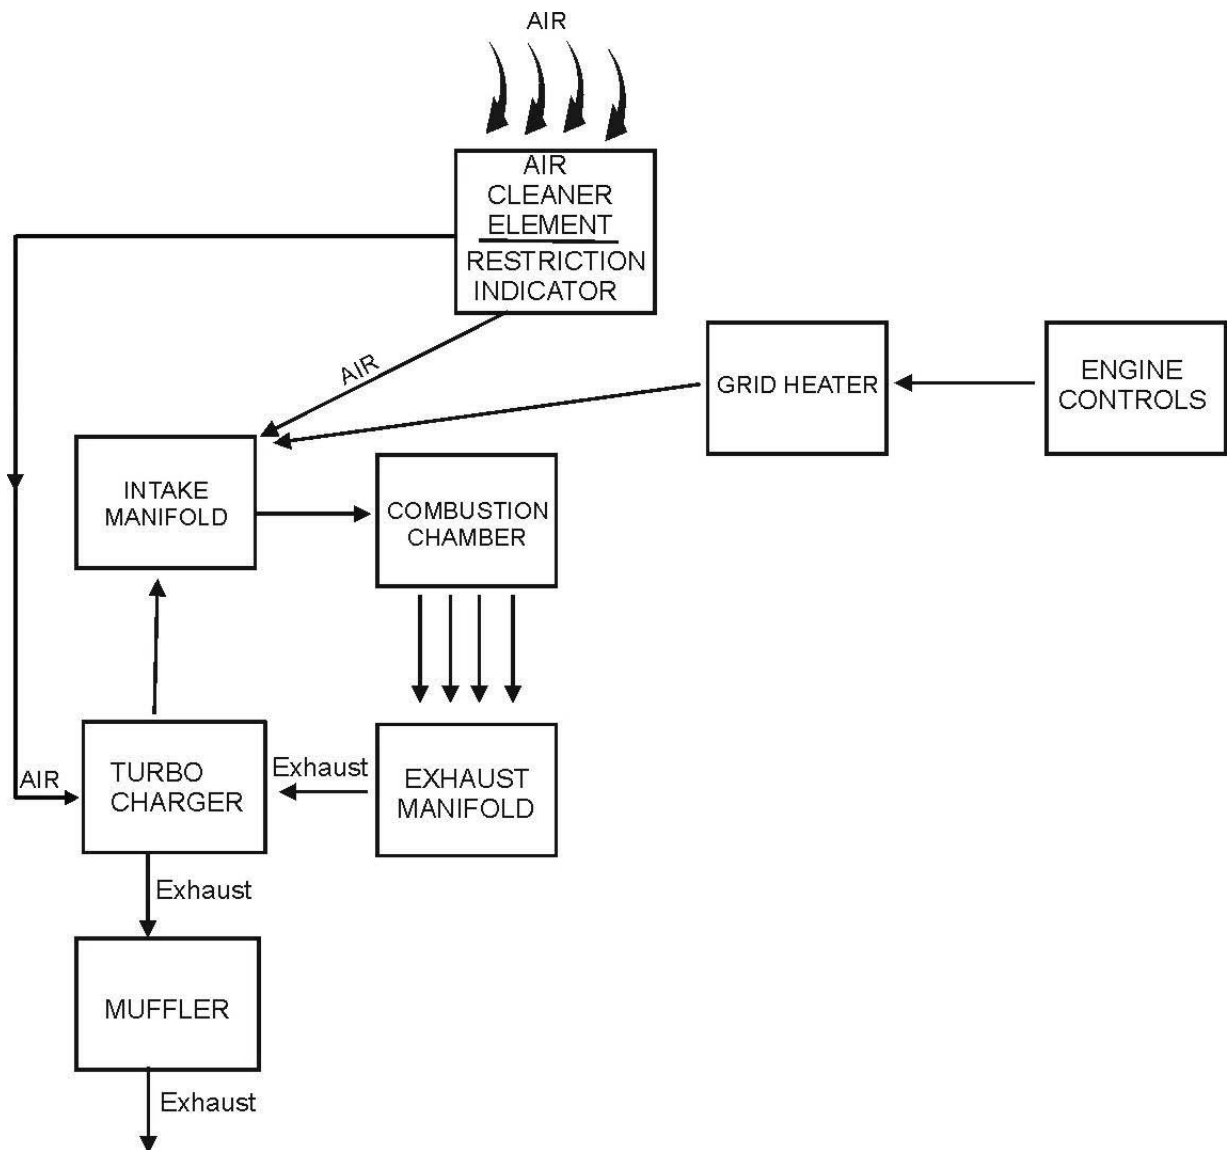 AIR
AIR
CLEANER
ELEMENT
RESTRICTION
INDICATOR
AIR
GRID HEATER
ENGINE
CONTROLS
INTAKE
MANIFOLD
COMBUSTION
CHAMBER
AIR
TURBO
CHARGER
Exhaust
EXHAUST
MANIFOLD
Exhaust
MUFFLER
Exhaust